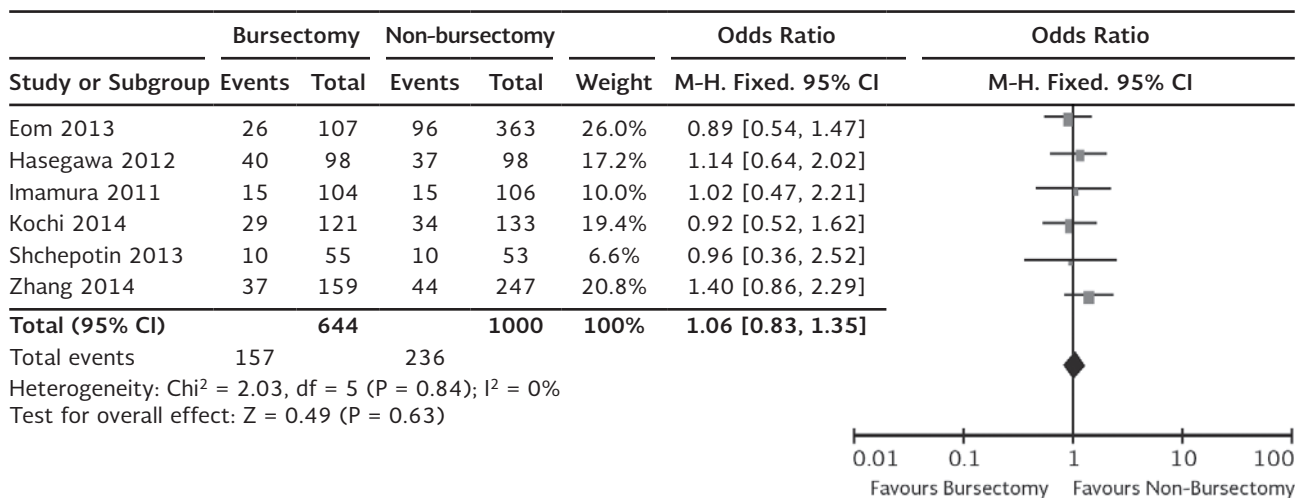 Bursectomy Non-bursectomy Odds Ratio Odds Ratio
Study or Subgroup Events Total Events Total Weight M-H. Fixed. 95% CI M-H. Fixed. 95% CI
Eom 2013 26 107 96 363 26.0% 0.89 [0.54, 1.47]
Hasegawa 2012 40 98 37 98 17.2% 1.14 [0.64, 2.02]
Imamura 2011 15 104 15 106 10.0% 1.02 [0.47, 2.21]
Kochi 2014 29 121 34 133 19.4% 0.92 [0.52, 1.62]
Shchepotin 2013 10 55 10 53 6.6% 0.96 [0.36, 2.52]
Zhang 2014 37 159 44 247 20.8% 1.40 [0.86, 2.29]
Total (95% CI) 644 1000 100% 1.06 [0.83, 1.35]
Total events 157 236
Heterogeneity: Chi² = 2.03, df = 5 (P = 0.84); I² = 0%
Test for overall effect: Z = 0.49 (P = 0.63)
0.01 0.1 1 10 100
Favours Bursectomy Favours Non-Bursectomy